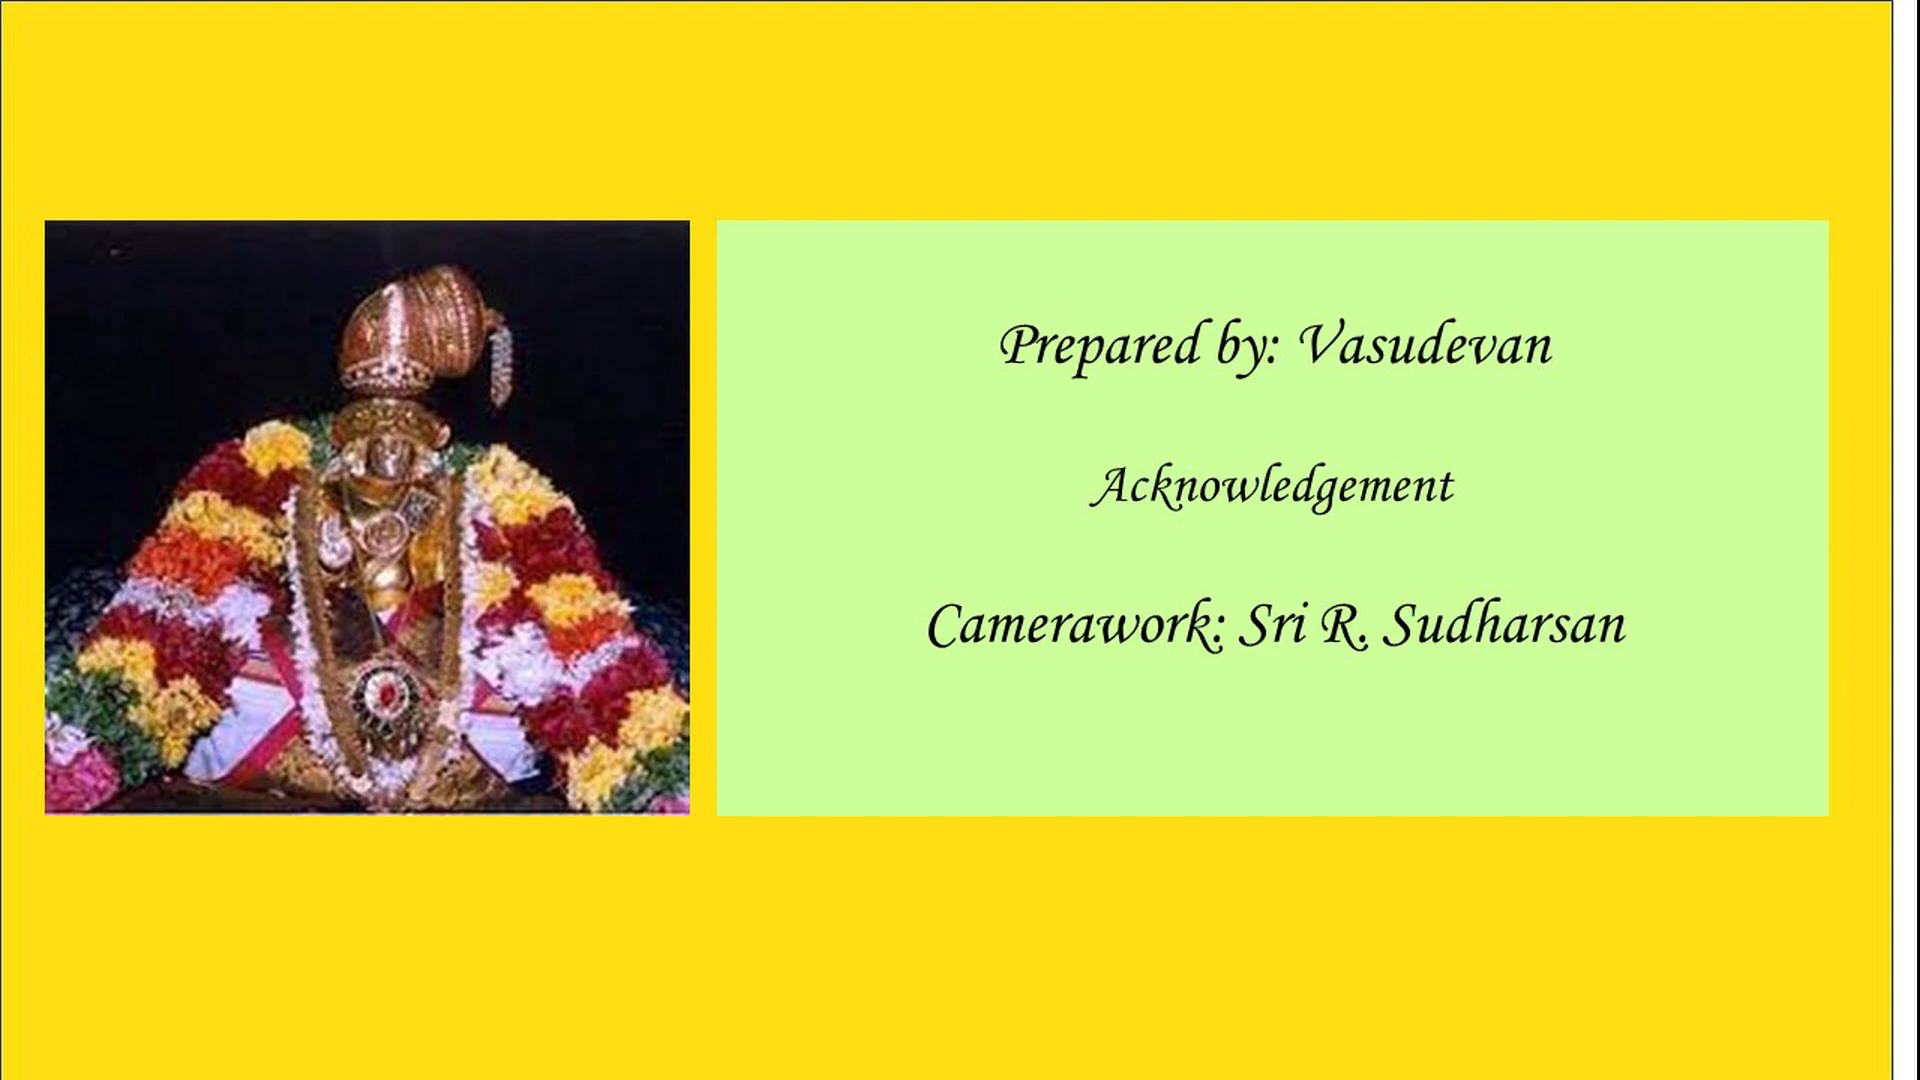 Prepared by: Vasudevan
Acknowledgement
Camerawork: Sri R. Sudharsan